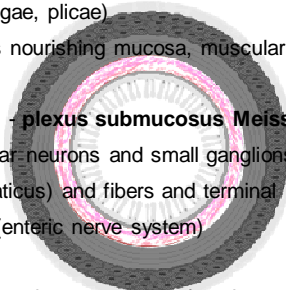 gae, plicae)
s nourishing mucosa, muscular
- plexus submucosus Meiss
ar neurons and small ganglions
aticus) and fibers and terminal
(enteric nerve system)